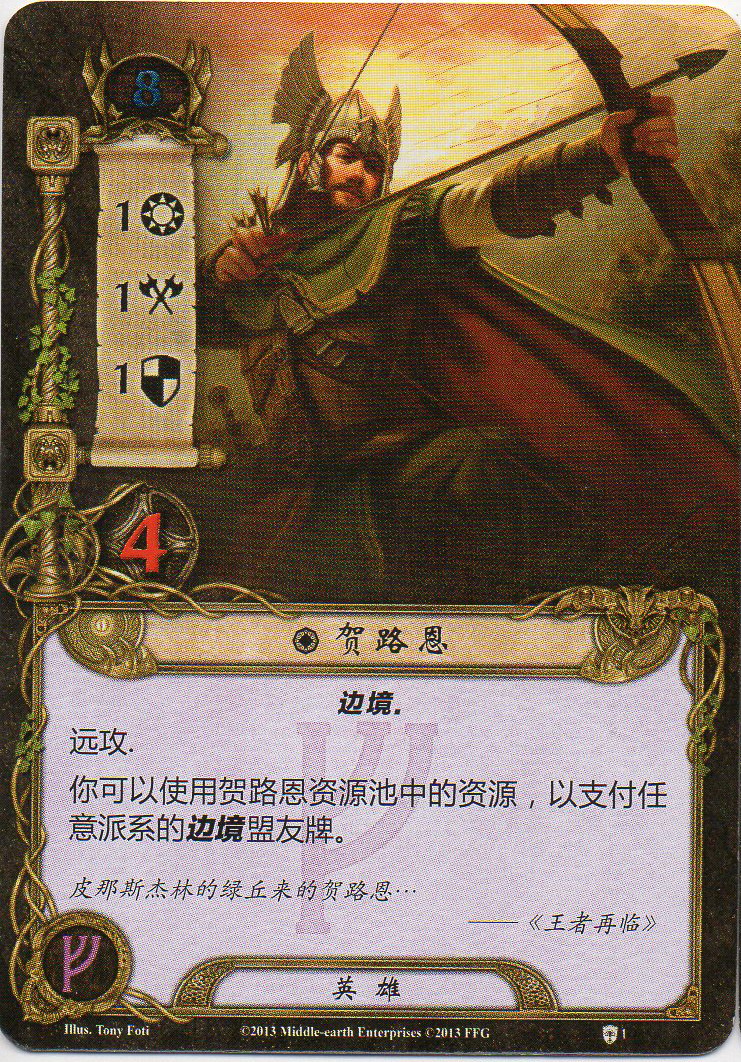 8
1
1
1
4
贺路恩
边境.
远攻.
你可以使用贺路恩资源池中的资源，以支付任
意派系的边境盟友牌。
皮那斯杰林的绿丘来的贺路恩…
——《王者再临》
英雄
Illus. Tony Foti
©2013 Middle-earth Enterprises ©2013 FFG
1